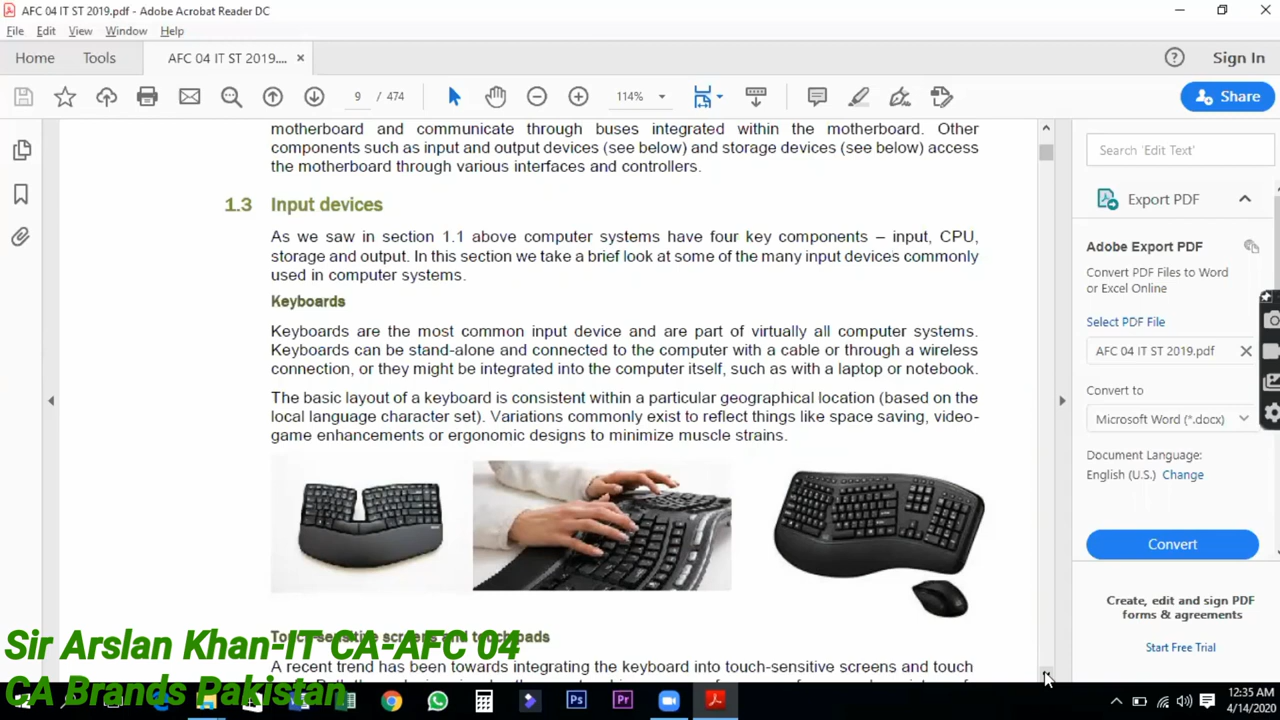 AFC 04 IT ST 2019.pdf - Adobe Acrobat Reader DC
File Edit View Window Help
Home Tools AFC 04 IT ST 2019.... × Sign In
9 / 474 114% Share
motherboard and communicate through buses integrated within the motherboard. Other
components such as input and output devices (see below) and storage devices (see below) access
the motherboard through various interfaces and controllers.
1.3 Input devices
As we saw in section 1.1 above computer systems have four key components – input, CPU,
storage and output. In this section we take a brief look at some of the many input devices commonly
used in computer systems.
Keyboards
Keyboards are the most common input device and are part of virtually all computer systems.
Keyboards can be stand-alone and connected to the computer with a cable or through a wireless
connection, or they might be integrated into the computer itself, such as with a laptop or notebook.
The basic layout of a keyboard is consistent within a particular geographical location (based on the
local language character set). Variations commonly exist to reflect things like space saving, video-
game enhancements or ergonomic designs to minimize muscle strains.
Touch-sensitive screens and touch pads
A recent trend has been towards integrating the keyboard into touch-sensitive screens and touch
Search 'Edit Text'
Export PDF
Adobe Export PDF
Convert PDF Files to Word
or Excel Online
Select PDF File
AFC 04 IT ST 2019.pdf ×
Convert to
Microsoft Word (*.docx)
Document Language:
English (U.S.) Change
Convert
Create, edit and sign PDF
forms & agreements
Start Free Trial
Sir Arslan Khan-IT CA-AFC 04
CA Brands Pakistan
Ps Pr
12:35 AM
4/14/2020